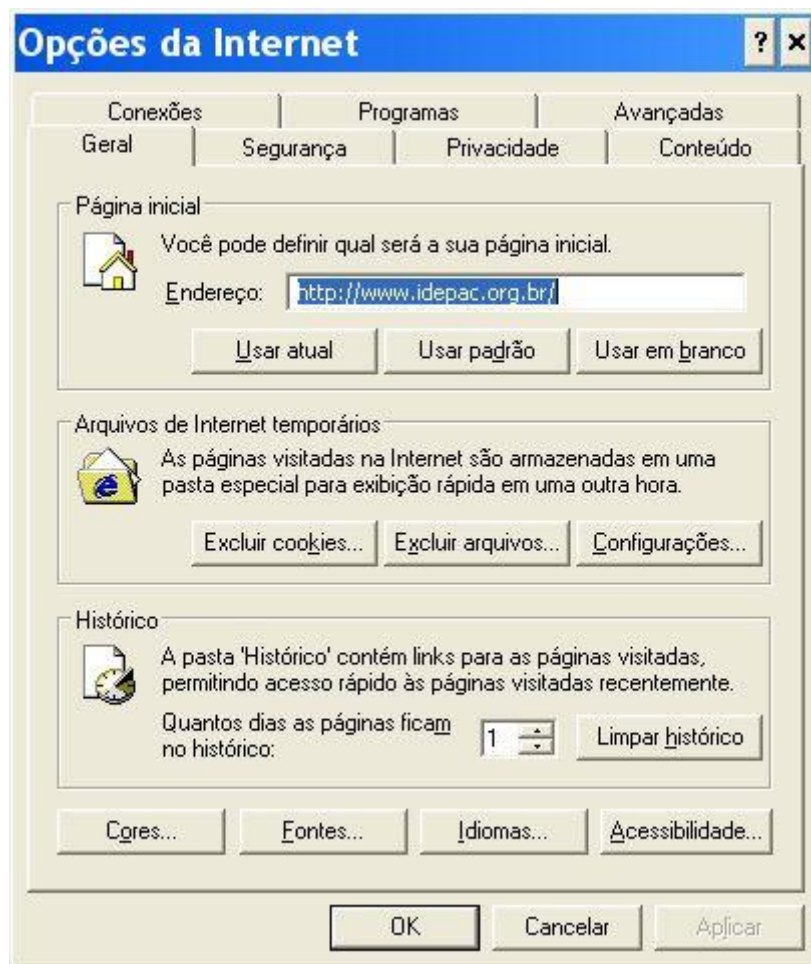 Opções da Internet
Conexões Programas Avançadas
Geral Segurança Privacidade Conteúdo
Página inicial
Você pode definir qual será a sua página inicial.
Endereço: http://www.idepac.org.br/
Usar atual Usar padrão Usar em branco
Arquivos de Internet temporários
As páginas visitadas na Internet são armazenadas em uma
pasta especial para exibição rápida em uma outra hora.
Excluir cookies... Excluir arquivos... Configurações...
Histórico
A pasta 'Histórico' contém links para as páginas visitadas,
permitindo acesso rápido às páginas visitadas recentemente.
Quantos dias as páginas ficam
no histórico: 1 Limpar histórico
Cores... Fontes... Idiomas... Acessibilidade...
OK Cancelar Aplicar